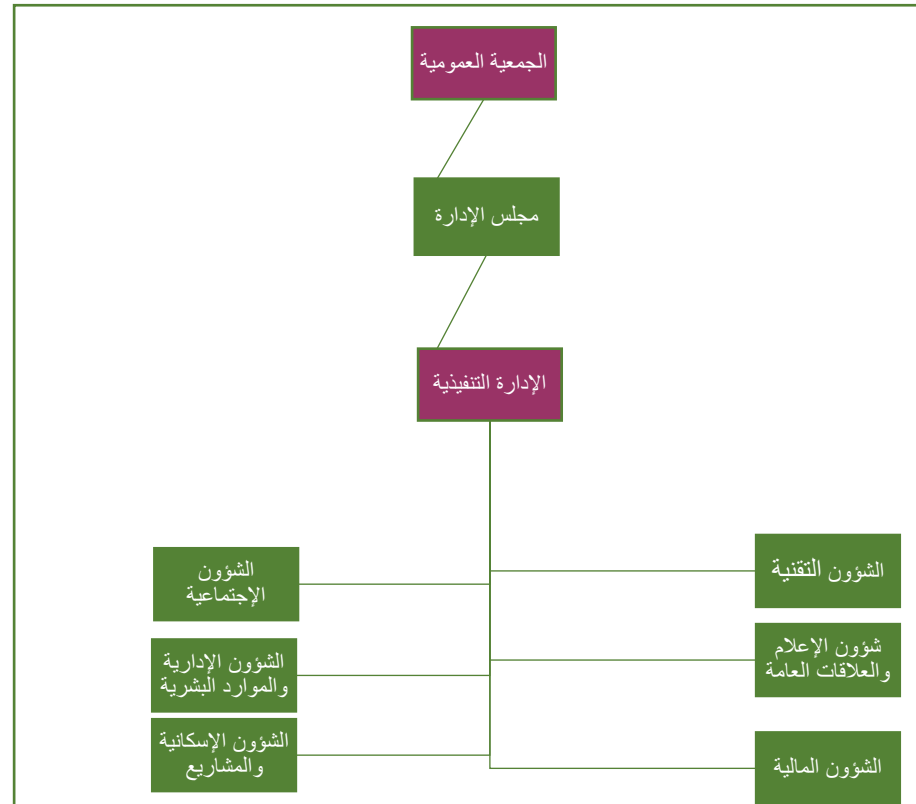 الجمعية العمومية
مجلس الإدارة
الإدارة التنفيذية
الشؤون التقنية
الشؤون
الإجتماعية
شؤون الإعلام
والعلاقات العامة
الشؤون الإدارية
والموارد البشرية
الشؤون المالية
الشؤون الإسكانية
والمشاريع